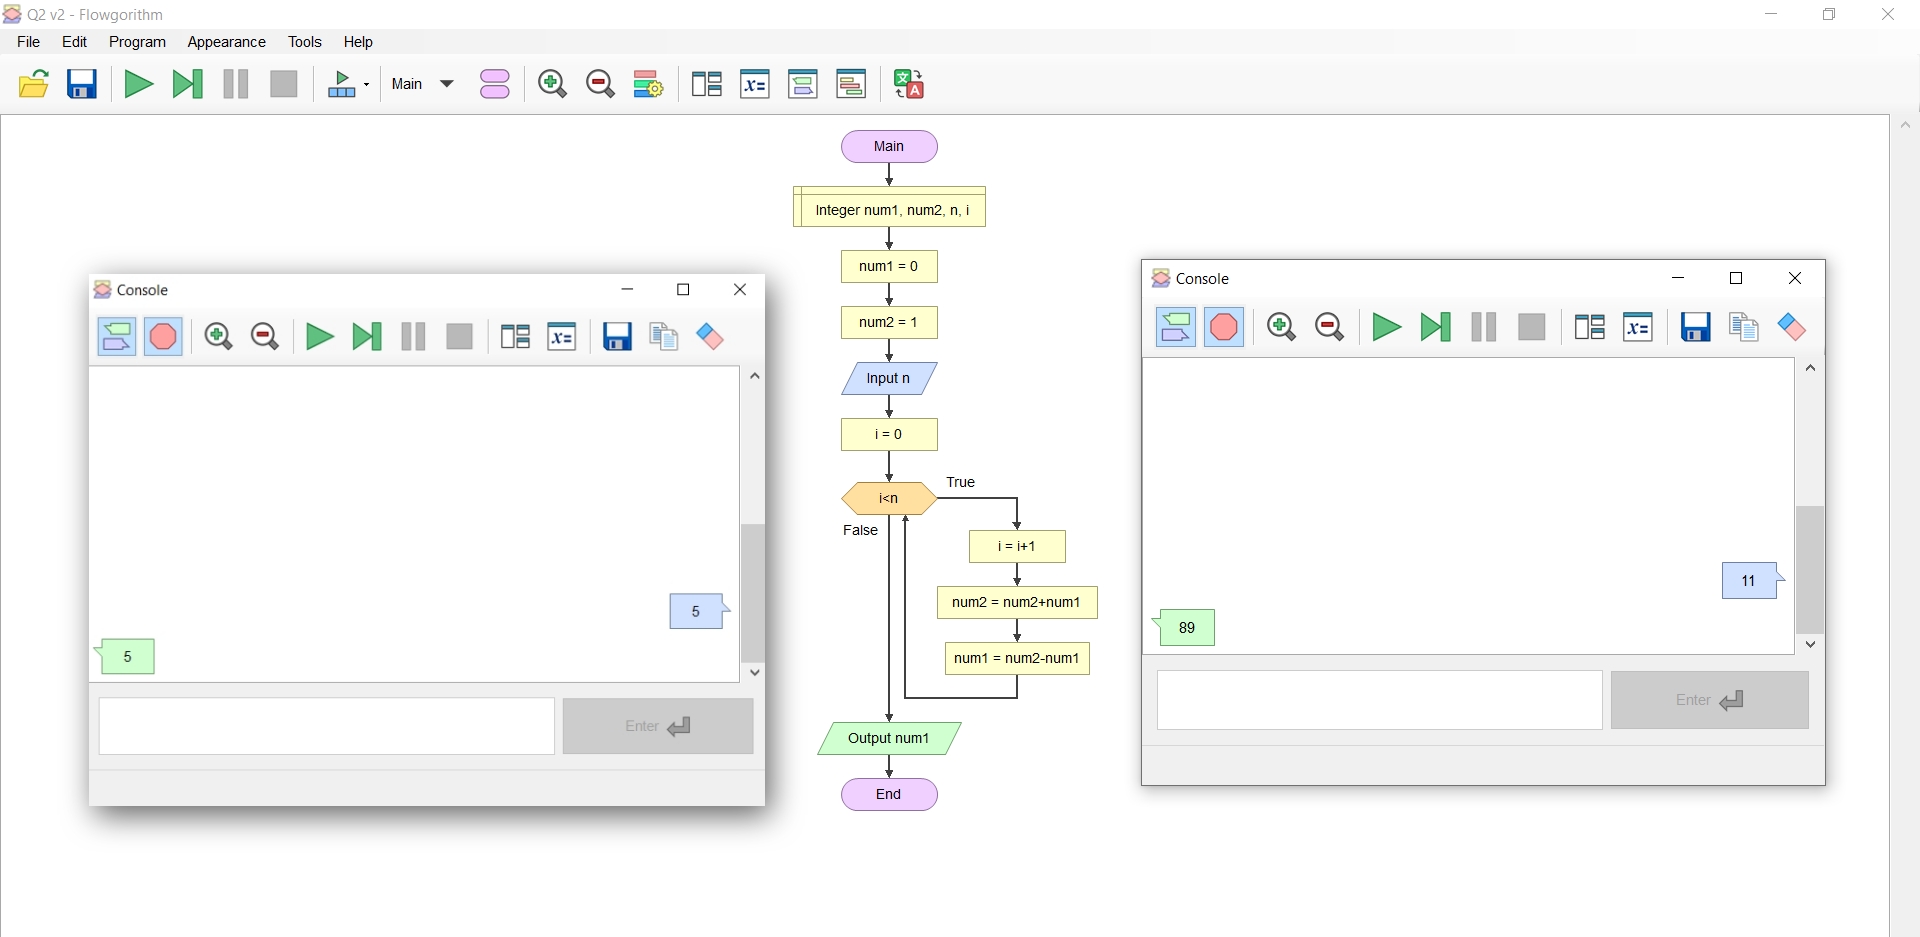 Q2 v2 - Flowgorithm
File Edit Program Appearance Tools Help
Main
x=
文
A
Main
Integer num1, num2, n, i
num1 = 0
num2 = 1
Input n
i = 0
i<n
True
False
i = i+1
num2 = num2+num1
num1 = num2-num1
Output num1
End
Console
x=
5
5
Enter
Console
x=
11
89
Enter